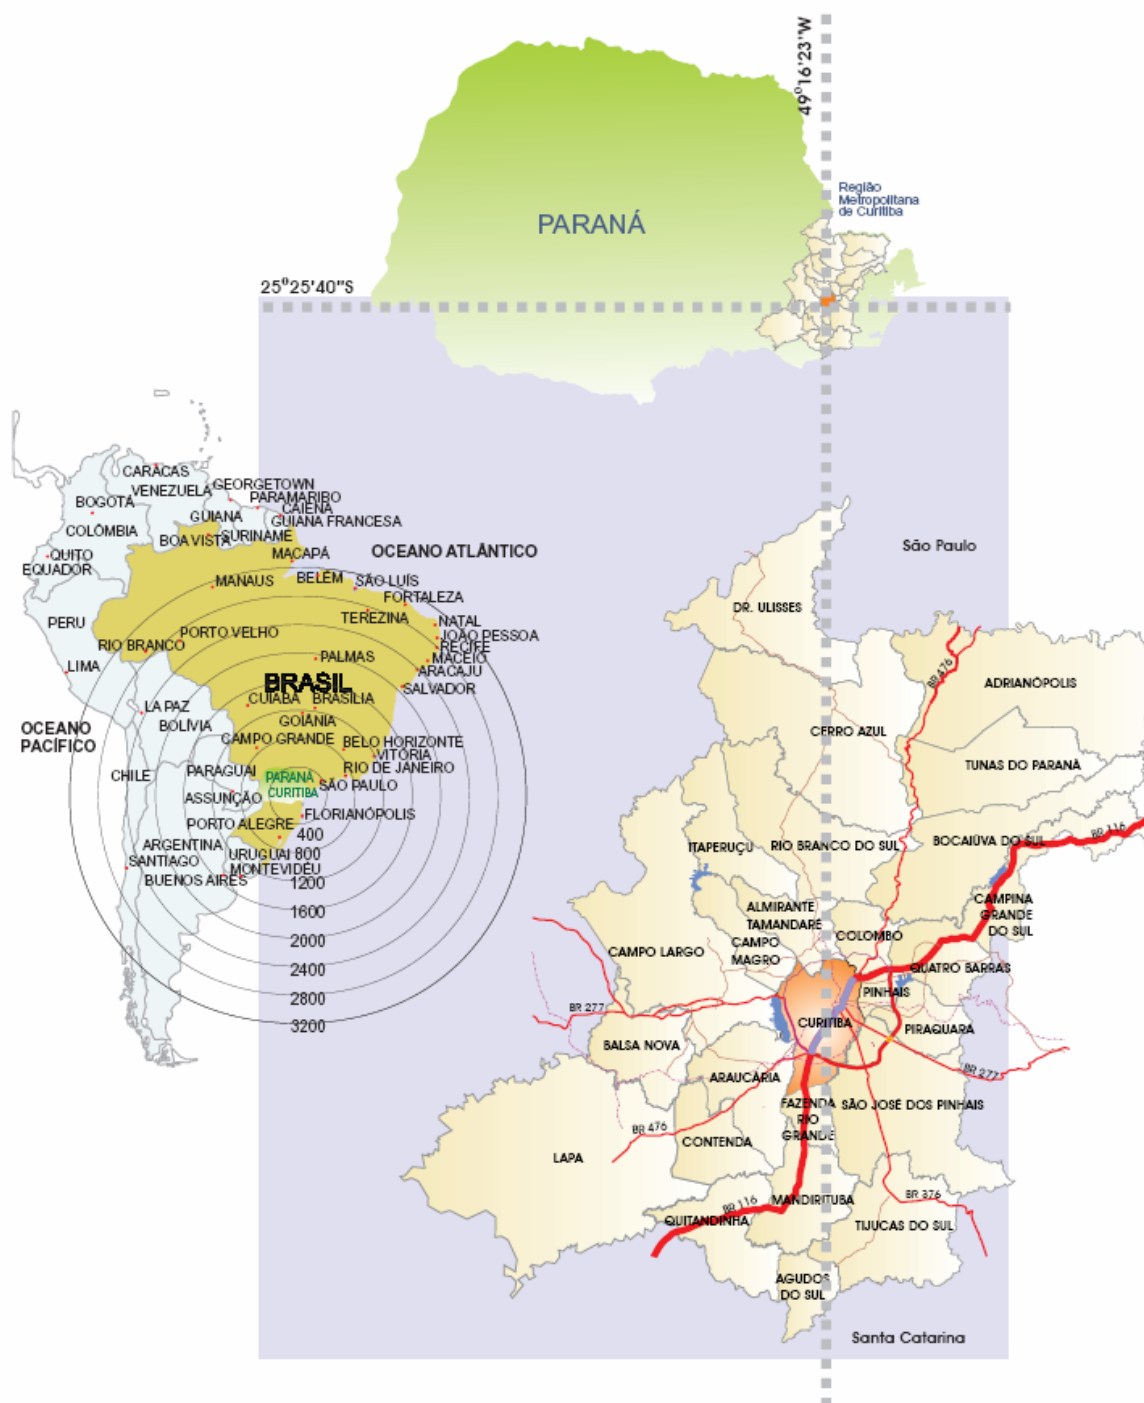 49°16'23"W
Região
Metropolitana
de Curitiba
PARANÁ
25°25'40"S
CARACAS
VENEZUELA
GEORGETOWN
BOGOTÁ
PARAMARIBO
CAIENA
GUIANA
GUIANA FRANCESA
COLÔMBIA
SURINAME
BOA VISTA
OCEANO ATLÂNTICO
QUITO
MACAPÁ
EQUADOR
BELÉM
MANAUS
SÃO LUÍS
FORTALEZA
PERU
TEREZINA
NATAL
PORTO VELHO
JOÃO PESSOA
RIO BRANCO
RECIFE
PALMAS
MACEIO
LIMA
ARACAJU
BRASIL
SALVADOR
CUIABÁ
BRASÍLIA
LA PAZ
GOIÂNIA
BOLÍVIA
OCEANO
PACÍFICO
CAMPO GRANDE
BELO HORIZONTE
VITÓRIA
PARAGUAI
RIO DE JANEIRO
CHILE
PARANÁ
SÃO PAULO
CURITIBA
ASSUNÇÃO
FLORIANÓPOLIS
PORTO ALEGRE
400
ARGENTINA
URUGUAI
800
SANTIAGO
MONTEVIDÉU
BUENOS AIRES
1200
1600
2000
2400
2800
3200
São Paulo
DR. ULISSES
BR 476
ADRIANÓPOLIS
CERRO AZUL
TUNAS DO PARANÁ
BR 116
BOCAIÚVA DO SUL
ITAPERUÇU
RIO BRANCO DO SUL
CAMPINA
GRANDE
DO SUL
ALMIRANTE
TAMANDARÉ
COLOMBO
CAMPO LARGO
CAMPO
MAGRO
QUATRO BARRAS
PINHAIS
BR 277
CURITIBA
PIRAQUARA
BALSA NOVA
BR 277
ARAUCÁRIA
FAZENDA
RIO
GRANDE
SÃO JOSÉ DOS PINHAIS
BR 476
CONTENDA
LAPA
BR 116
MANDIRITUBA
BR 376
QUITANDINHA
TIJUCAS DO SUL
AGUDOS
DO SUL
Santa Catarina